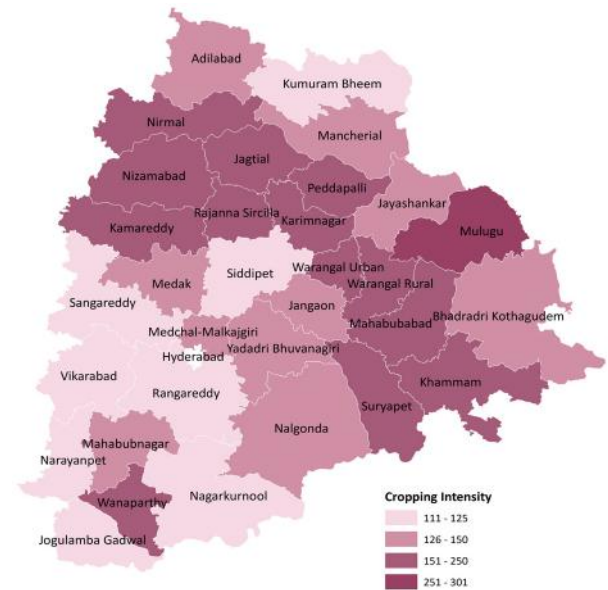 Adilabad
Kumuram Bheem
Nirmal
Mancherial
Jagtial
Nizamabad
Peddapalli
Jayashankar
Rajanna Sircilla
Karimnagar
Kamareddy
Mulugu
Siddipet
Warangal Urban
Medak
Warangal Rural
Sangareddy
Jangaon
Mahabubabad
Bhadradri Kothagudem
Medchal-Malkajgiri
Hyderabad
Yadadri Bhuvanagiri
Vikarabad
Khammam
Rangareddy
Suryapet
Nalgonda
Mahabubnagar
Narayanpet
Nagarkurnool
Wanaparthy
Jogulamba Gadwal
Cropping Intensity
111 - 125
126 - 150
151 - 250
251 - 301